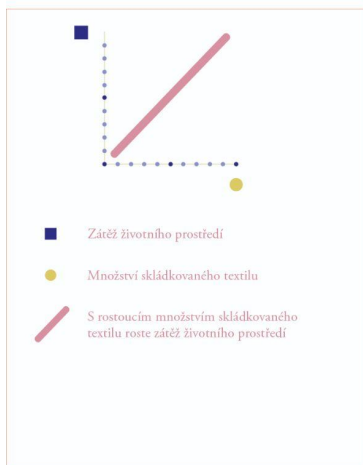 Zátěž životního prostředí
Množství skládkovaného textilu
S rostoucím množstvím skládkovaného
textilu roste zátěž životního prostředí